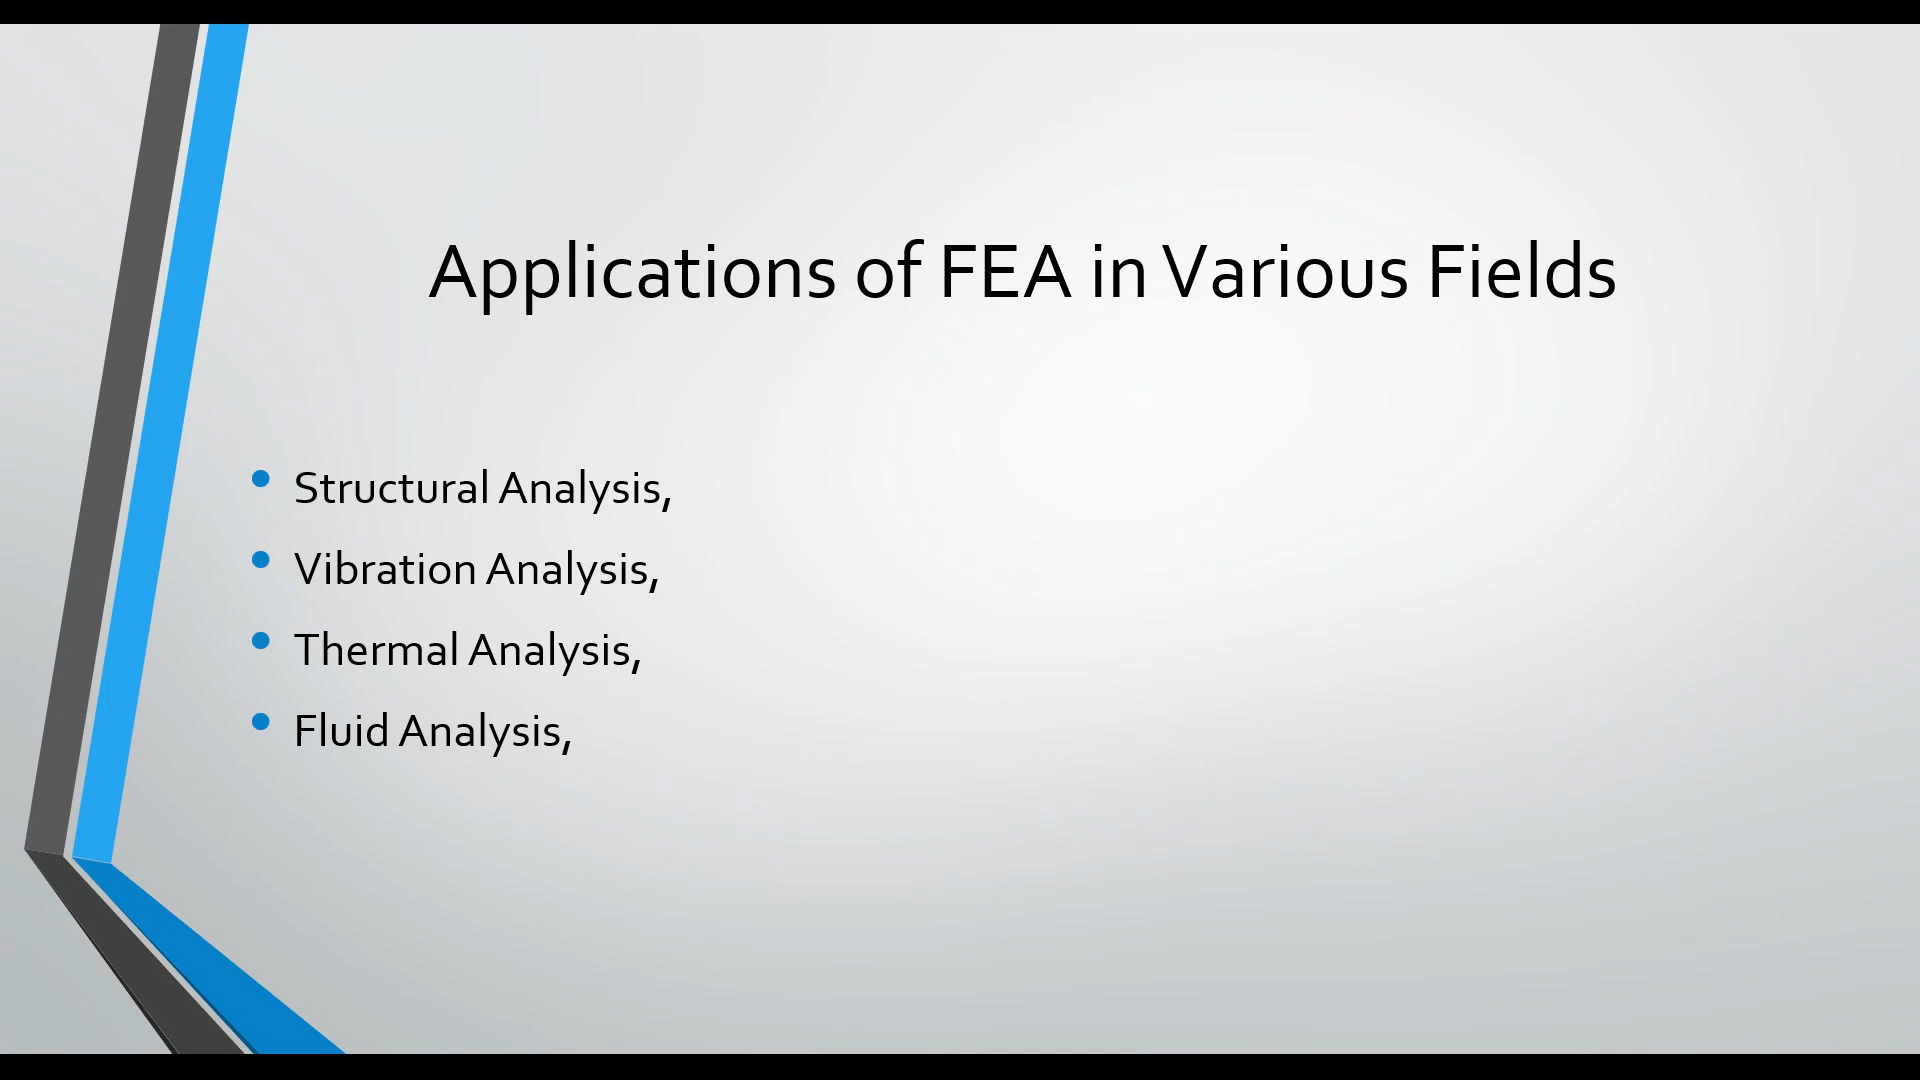 Applications of FEA in Various Fields
• Structural Analysis,
• Vibration Analysis,
• Thermal Analysis,
• Fluid Analysis,